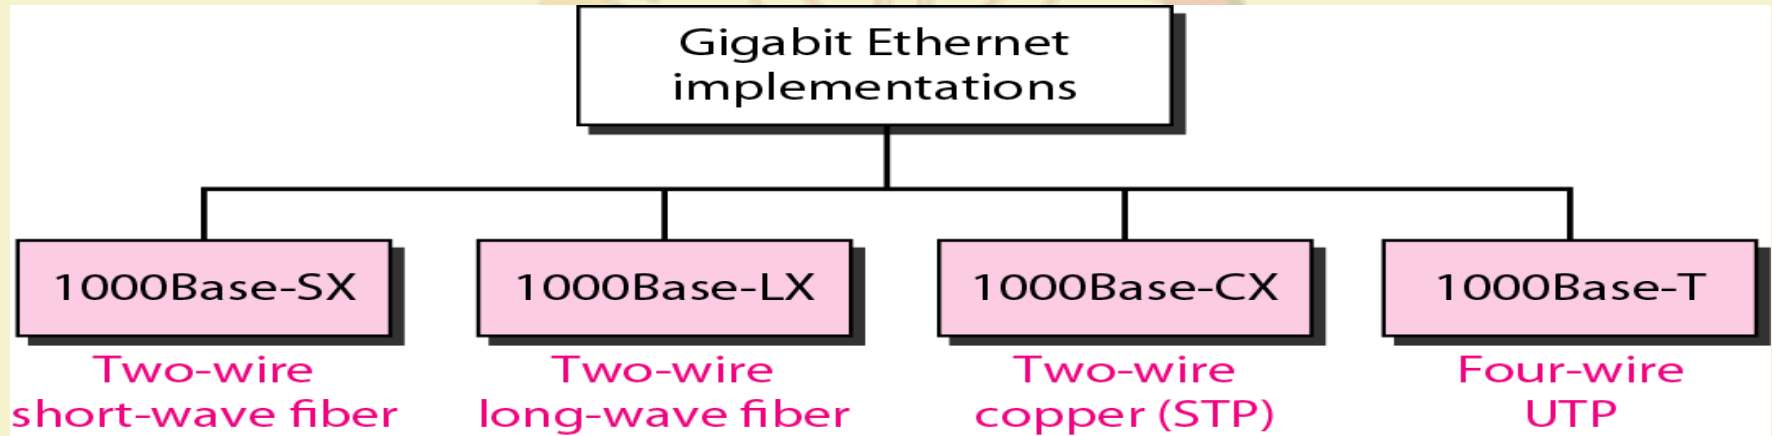 Gigabit Ethernet
implementations
1000Base-SX
1000Base-LX
1000Base-CX
1000Base-T
Two-wire
short-wave fiber
Two-wire
long-wave fiber
Two-wire
copper (STP)
Four-wire
UTP